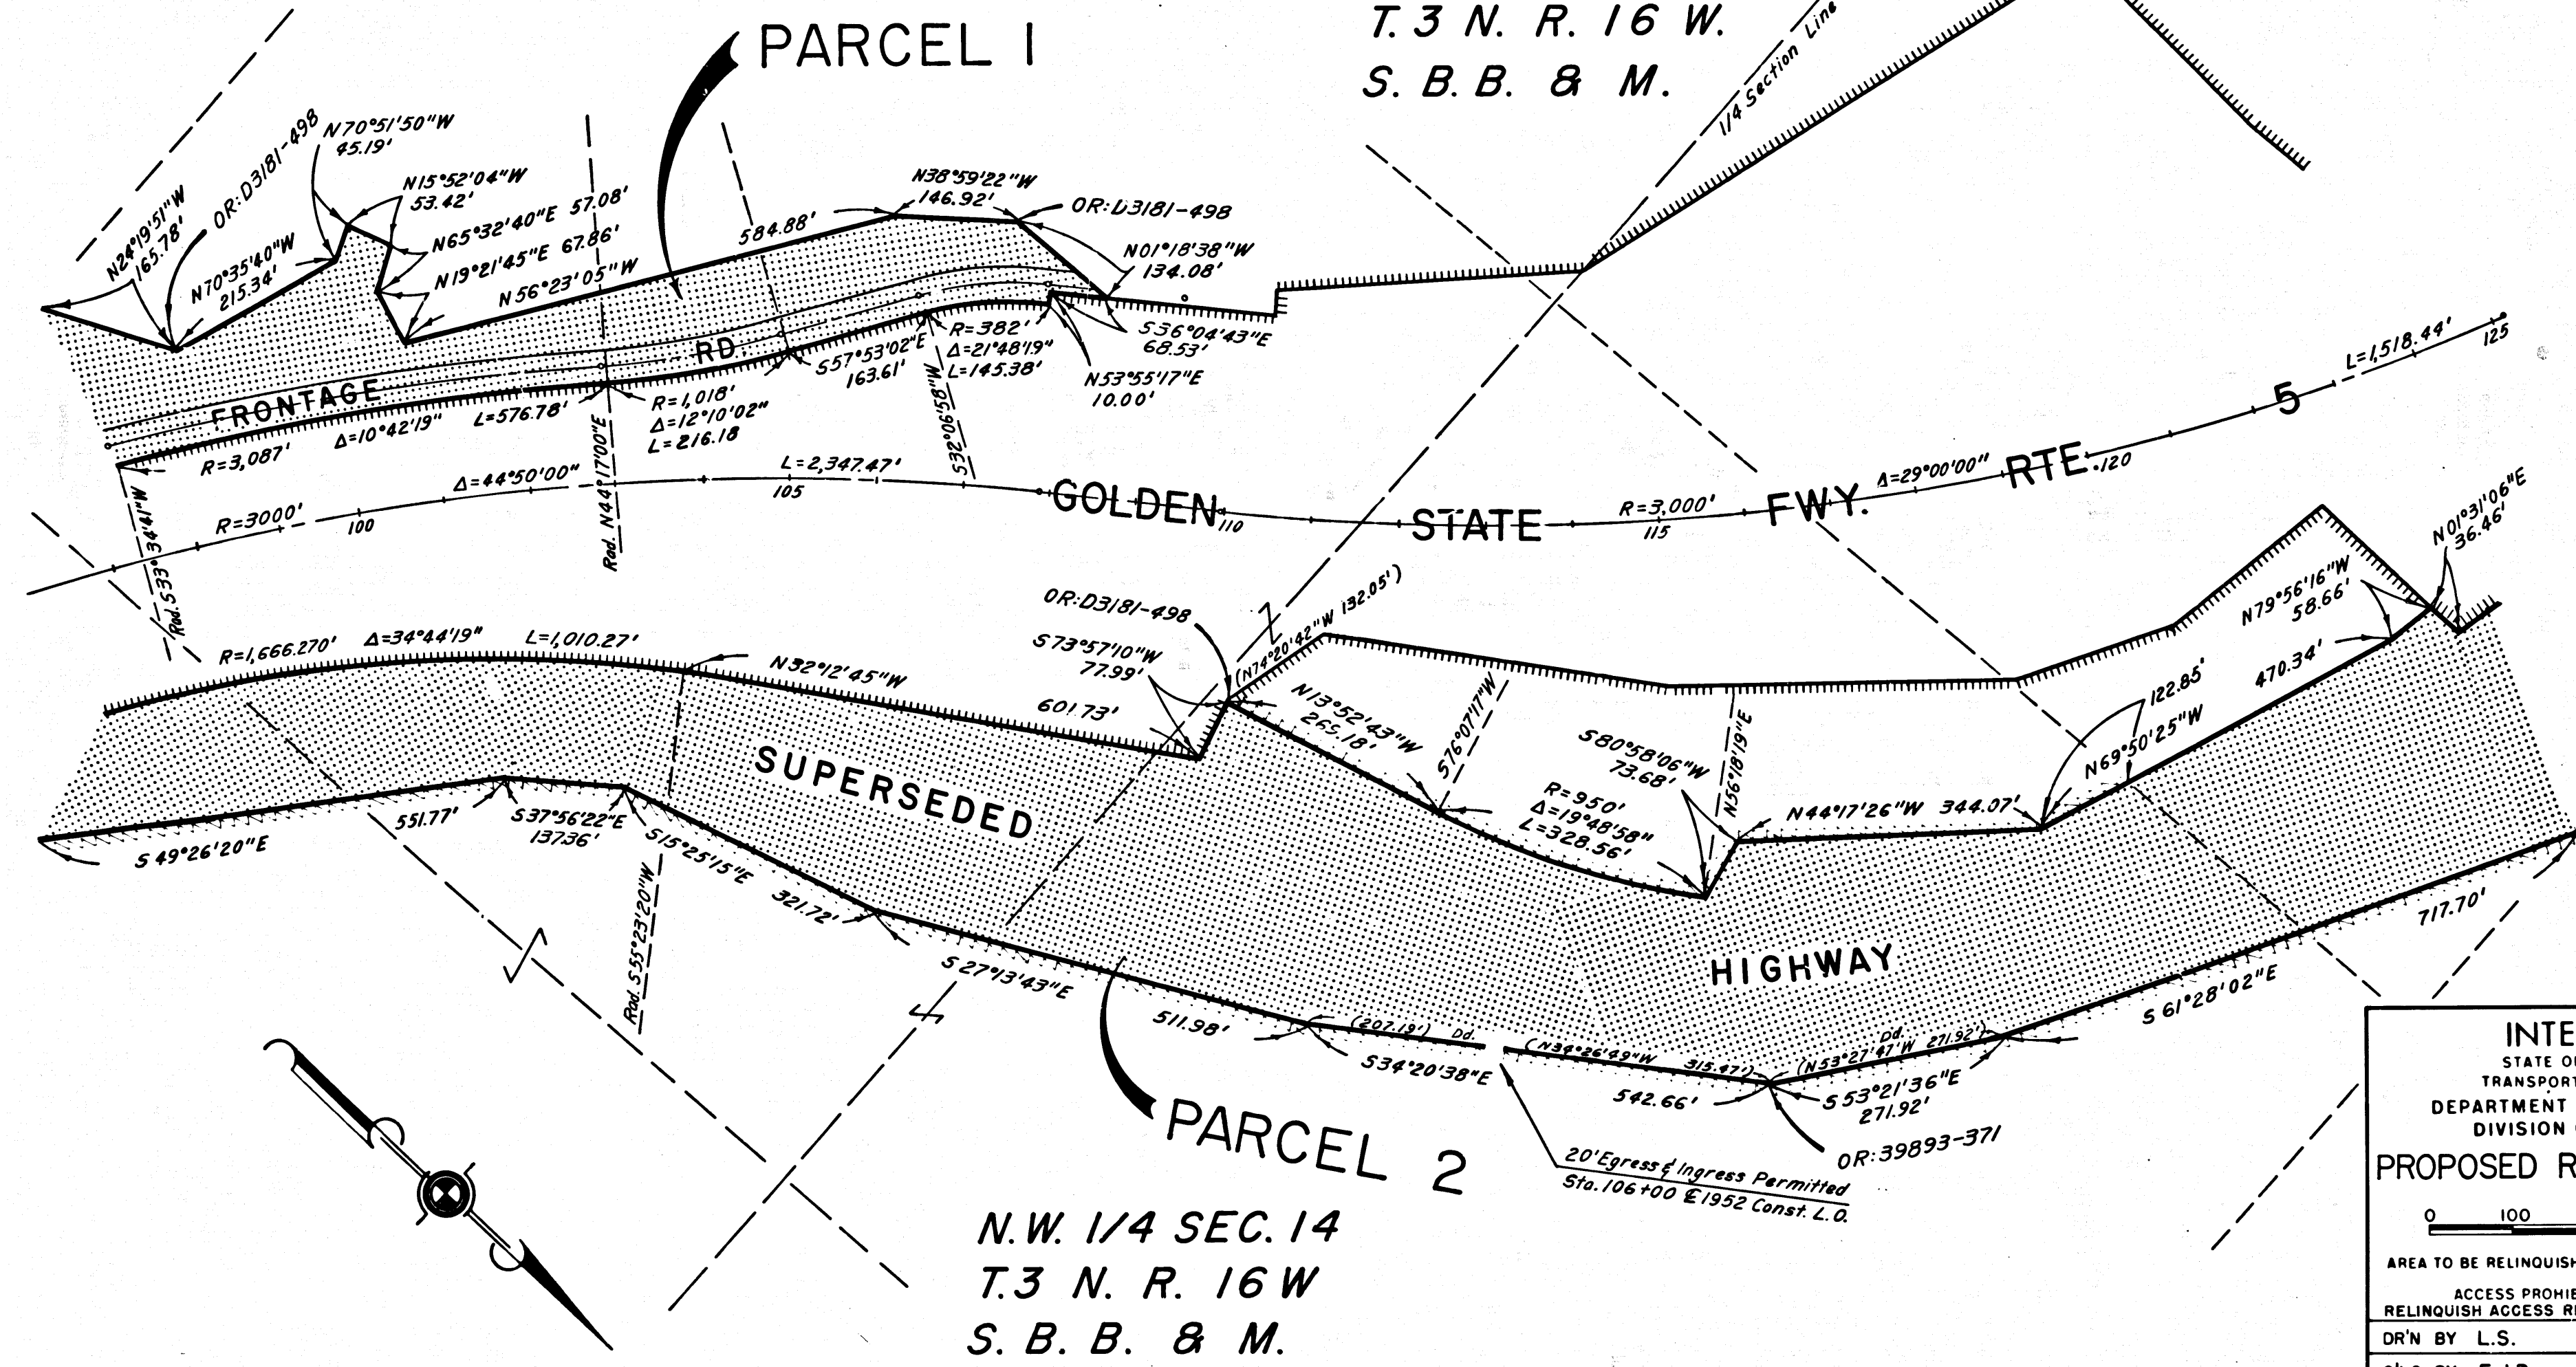 PARCEL 1
T. 3 N. R. 16 W.
S. B. B. & M.
1/4 Section Line
N24°19'51"W
165.78'
OR:D3181-498
N70°51'50"W
45.19'
N70°35'40"W
215.34'
N15°52'04"W
53.42'
N65°32'40"E 57.08'
N19°21'45"E 67.86'
N56°23'05"W
584.88'
N38°59'22"W
146.92'
OR:D3181-498
N01°18'38"W
134.08'
S36°04'43"E
68.53'
N53°55'17"E
10.00'
FRONTAGE RD.
R=3,087'
Δ=10°42'19"
L=576.78'
R=1,018'
Δ=12°10'02"
L=216.18
S57°53'02"E
163.61'
R=382'
Δ=21°48'19"
L=145.38'
S32°06'58"W
Rad. S33°34'41"W
Rad. N44°17'00"E
R=3000'
100
Δ=44°50'00"
L=2,347.47'
105
GOLDEN STATE FWY. RTE. 5
110
R=3,000'
115
Δ=29°00'00"
120
L=1,518.44'
125
R=1,666.270'
Δ=34°44'19"
L=1,010.27'
N32°12'45"W
601.73'
OR:D3181-498
S73°57'10"W
77.99'
(N74°20'42"W 132.05')
N13°52'43"W
265.18'
S76°07'17"W
R=950'
Δ=19°48'58"
L=328.56'
S80°58'06"W
73.68'
N56°18'19"E
N44°17'26"W 344.07'
122.85'
N69°50'25"W
470.34'
N79°56'16"W
58.66'
N01°31'06"E
36.46'
SUPERSEDED
HIGHWAY
S49°26'20"E
551.77'
S37°56'22"E
137.36'
S15°25'15"E
321.72'
Rad. S55°23'20"W
S27°13'43"E
511.98'
(207.19') Dd.
S34°20'38"E
(N34°26'49"W 315.47')
542.66'
Dd.
(N53°27'47"W 271.92')
S53°21'36"E
271.92'
OR:39893-371
S61°28'02"E
717.70'
20' Egress & Ingress Permitted
Sta. 106+00 ℄ 1952 Const. L.O.
PARCEL 2
N.W. 1/4 SEC. 14
T. 3 N. R. 16 W
S. B. B. & M.
INTE
STATE O
TRANSPORT
DEPARTMENT
DIVISION
PROPOSED R
0 100
AREA TO BE RELINQUISH
ACCESS PROHIB
RELINQUISH ACCESS R
DR'N BY L.S.